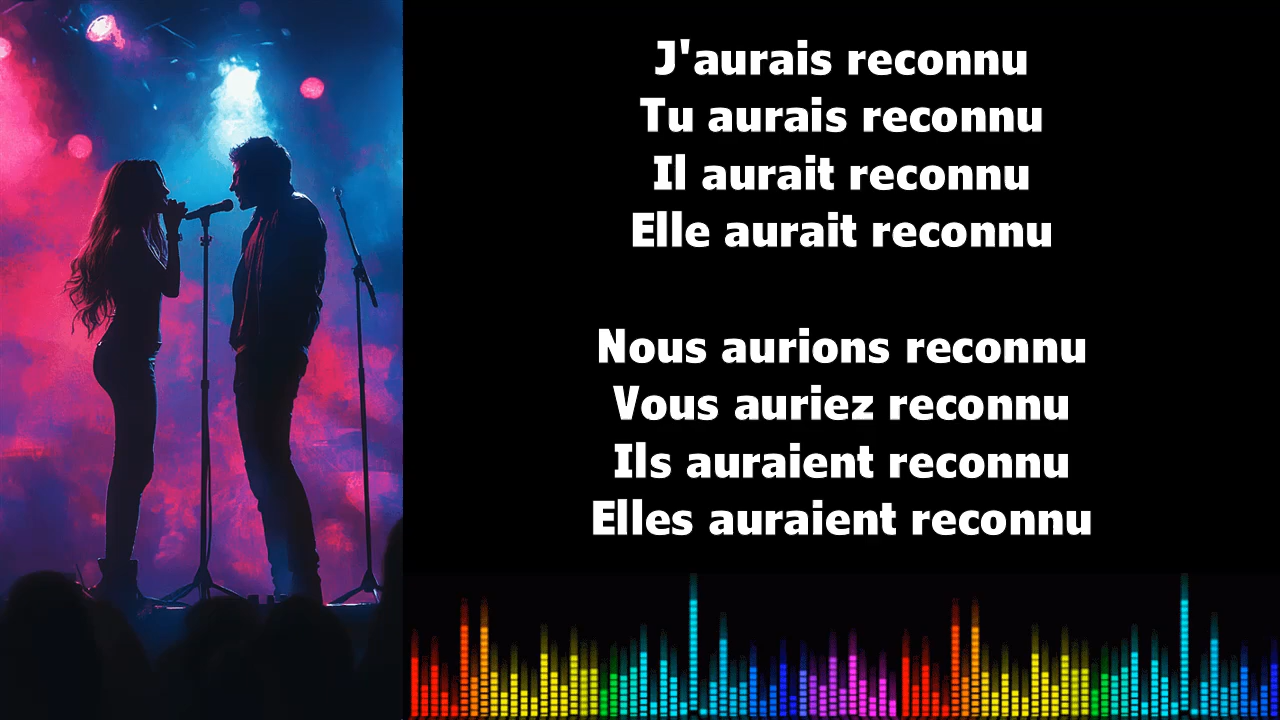 J'aurais reconnu
Tu aurais reconnu
Il aurait reconnu
Elle aurait reconnu
Nous aurions reconnu
Vous auriez reconnu
Ils auraient reconnu
Elles auraient reconnu